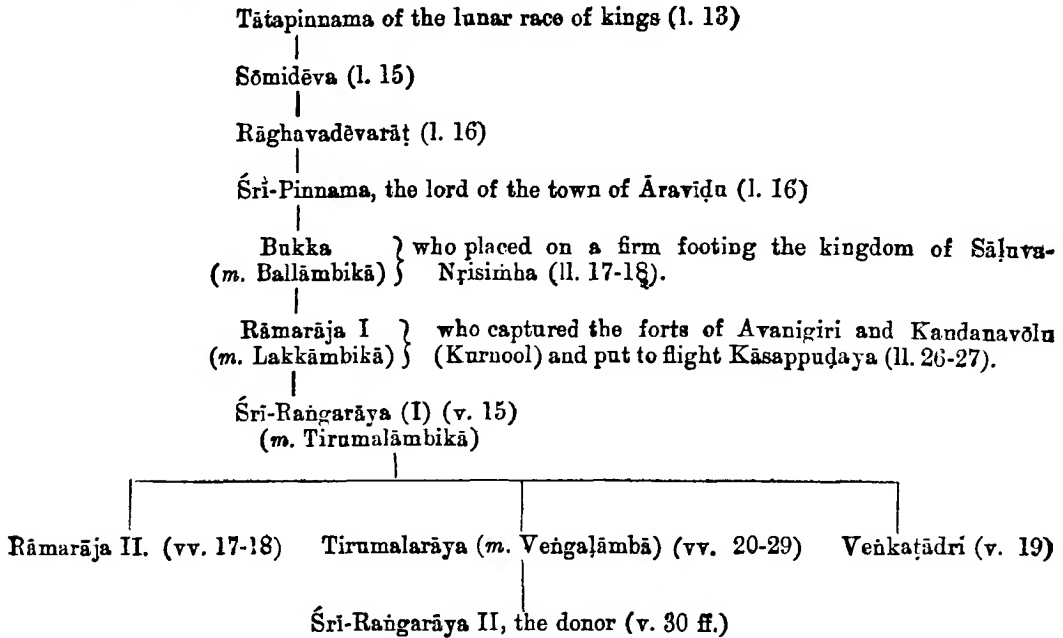 Tātapinnama of the lunar race of kings (l. 13)
Sōmidēva (l. 15)
Rāghavadēvarāṭ (l. 16)
Śrī-Pinnama, the lord of the town of Āravīḍu (l. 16)
Bukka } who placed on a firm footing the kingdom of Sāḷuva-
(m. Ballāmbikā) } Nṛisiṁha (ll. 17-18).
Rāmarāja I } who captured the forts of Avanigiri and Kandanavōlu
(m. Lakkāmbikā) } (Kurnool) and put to flight Kāsappuḍaya (ll. 26-27).
Śrī-Raṅgarāya (I) (v. 15)
(m. Tirumalāmbikā)
Rāmarāja II. (vv. 17-18) Tirumalarāya (m. Veṅgaḷāmbā) (vv. 20-29) Veṅkaṭādri (v. 19)
Śrī-Raṅgarāya II, the donor (v. 30 ff.)